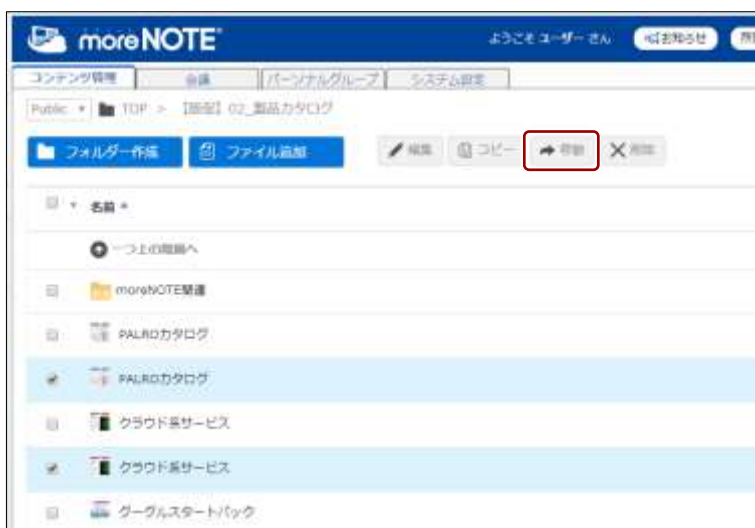 moreNOTE
ようこそ ユーザー さん お知らせ
コンテンツ管理 会議 パーソナルグループ システム設定
Public TOP > 02_製品カタログ
フォルダー作成 ファイル追加 編集 コピー 移動 削除
名前
一つ上の階層へ
moreNOTE関連
PALROカタログ
PALROカタログ
クラウド系サービス
クラウド系サービス
グーグルスタートパック